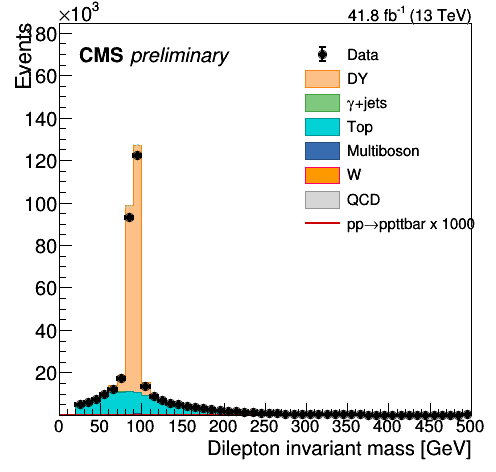 ×10³
41.8 fb⁻¹ (13 TeV)
Events
CMS preliminary
Data
DY
γ+jets
Top
Multiboson
W
QCD
pp→ppttbar x 1000
180
160
140
120
100
80
60
40
20
0 50 100 150 200 250 300 350 400 450 500
Dilepton invariant mass [GeV]